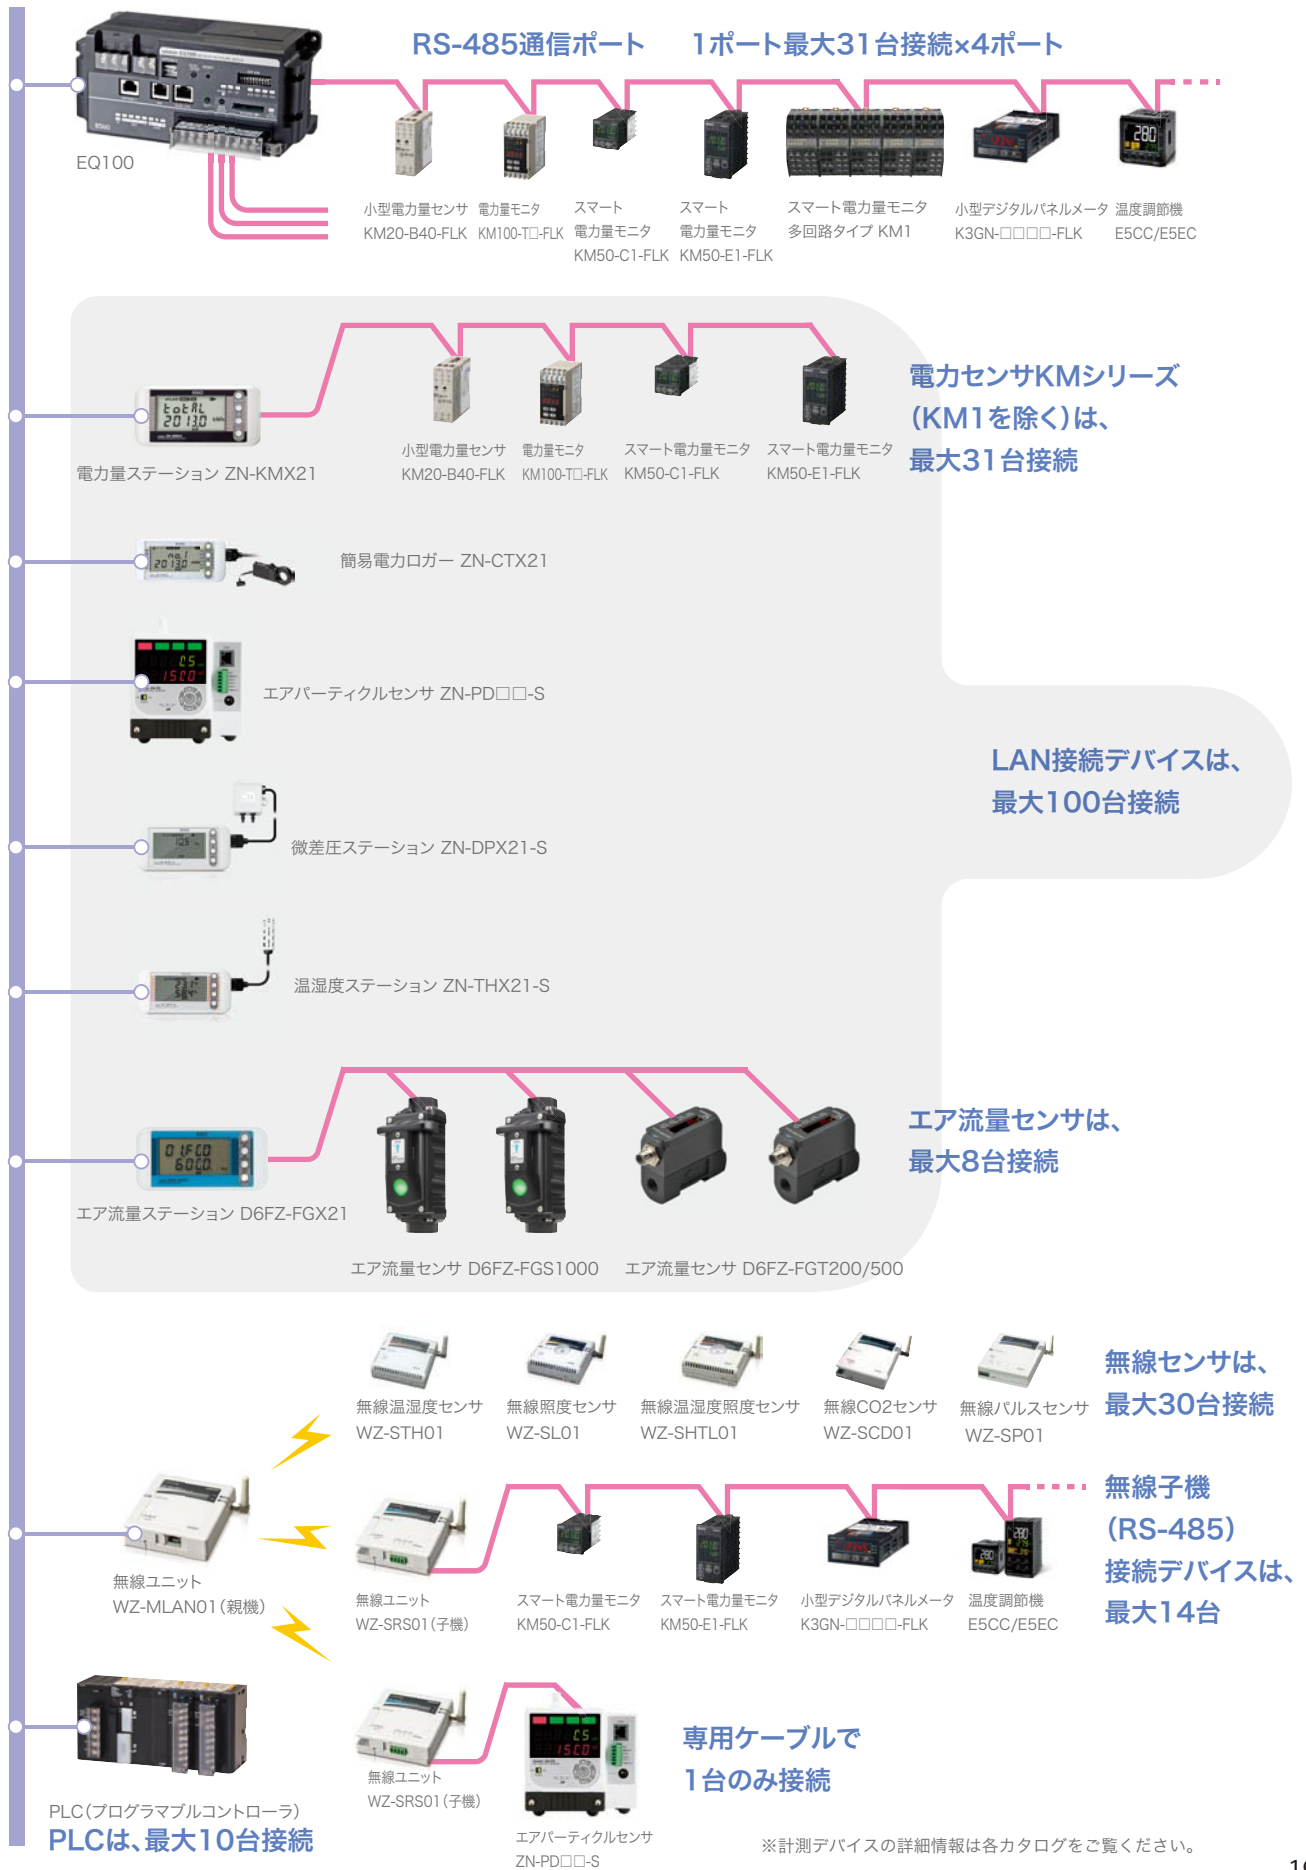 RS-485通信ポート　1ポート最大31台接続×4ポート
EQ100
小型電力量センサ
KM20-B40-FLK
電力量モニタ
KM100-T□-FLK
スマート
電力量モニタ
KM50-C1-FLK
スマート
電力量モニタ
KM50-E1-FLK
スマート電力量モニタ
多回路タイプ KM1
小型デジタルパネルメータ
K3GN-□□□□-FLK
温度調節機
E5CC/E5EC
電力量ステーション ZN-KMX21
小型電力量センサ
KM20-B40-FLK
電力量モニタ
KM100-T□-FLK
スマート電力量モニタ
KM50-C1-FLK
スマート電力量モニタ
KM50-E1-FLK
電力センサKMシリーズ
（KM1を除く）は、
最大31台接続
簡易電力ロガー ZN-CTX21
エアパーティクルセンサ ZN-PD□□-S
LAN接続デバイスは、
最大100台接続
微差圧ステーション ZN-DPX21-S
温湿度ステーション ZN-THX21-S
エア流量ステーション D6FZ-FGX21
エア流量センサ D6FZ-FGS1000
エア流量センサ D6FZ-FGT200/500
エア流量センサは、
最大8台接続
無線温湿度センサ
WZ-STH01
無線照度センサ
WZ-SL01
無線温湿度照度センサ
WZ-SHTL01
無線CO2センサ
WZ-SCD01
無線パルスセンサ
WZ-SP01
無線センサは、
最大30台接続
無線ユニット
WZ-MLAN01（親機）
無線ユニット
WZ-SRS01（子機）
スマート電力量モニタ
KM50-C1-FLK
スマート電力量モニタ
KM50-E1-FLK
小型デジタルパネルメータ
K3GN-□□□□-FLK
温度調節機
E5CC/E5EC
無線子機
（RS-485）
接続デバイスは、
最大14台
PLC（プログラマブルコントローラ）
PLCは、最大10台接続
無線ユニット
WZ-SRS01（子機）
エアパーティクルセンサ
ZN-PD□□-S
専用ケーブルで
1台のみ接続
※計測デバイスの詳細情報は各カタログをご覧ください。